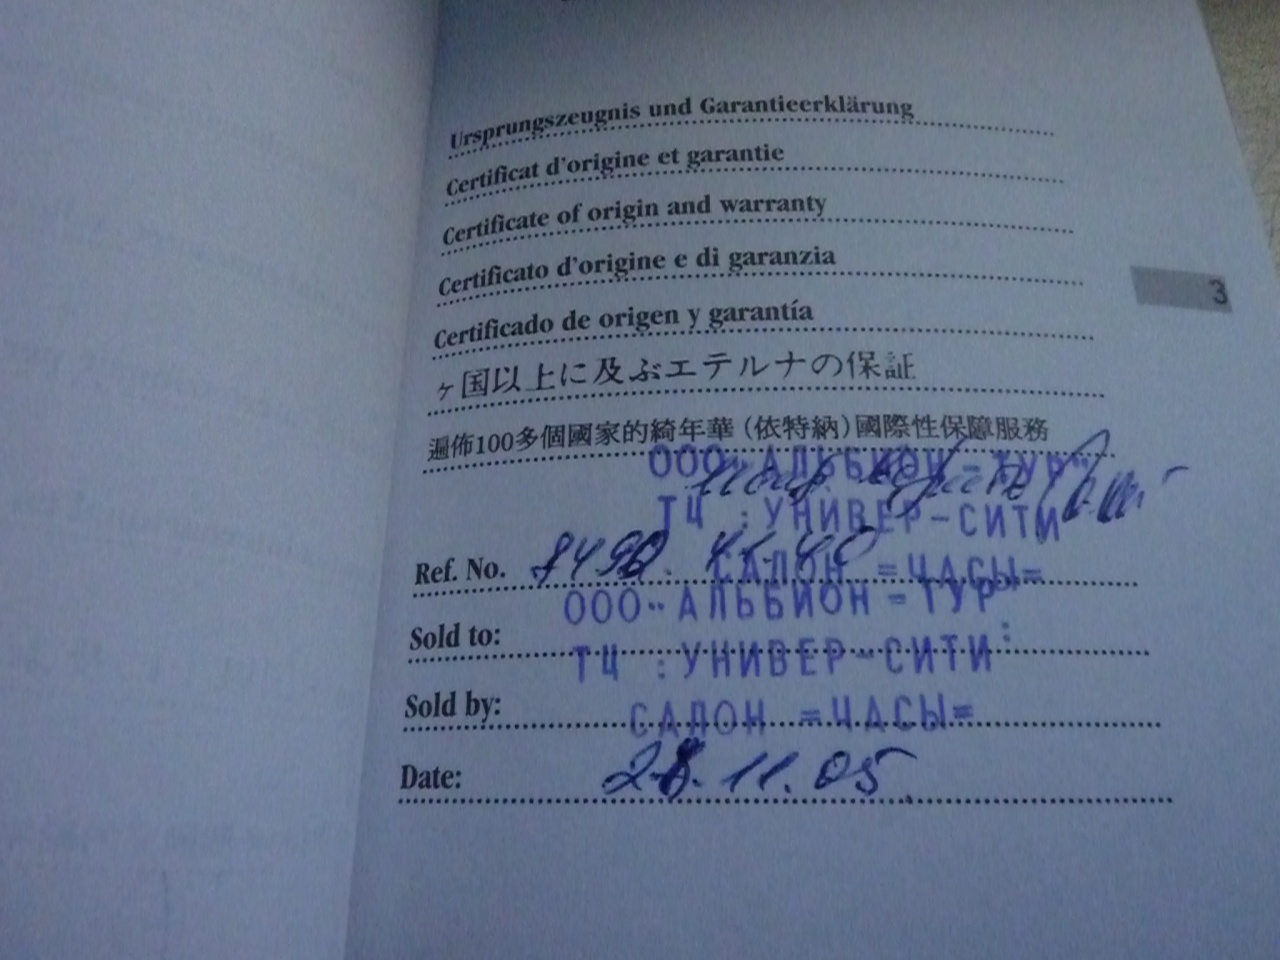 Ursprungszeugnis und Garantieerklärung
Certificat d'origine et garantie
Certificate of origin and warranty
Certificato d'origine e di garanzia
Certificado de origen y garantía
ヶ国以上に及ぶエテルナの保証
遍佈100多個國家的綺年華（依特納）國際性保障服務
3
ООО "АЛЬБИОН-ТУР"
ТЦ :УНИВЕР-СИТИ
САЛОН =ЧАСЫ=
Ref. No. 8490. 41.40
ООО "АЛЬББИОН-ТУР"
Sold to:
ТЦ :УНИВЕР-СИТИ:
Sold by:
САЛОН =ЧАСЫ=
Date: 28.11.05